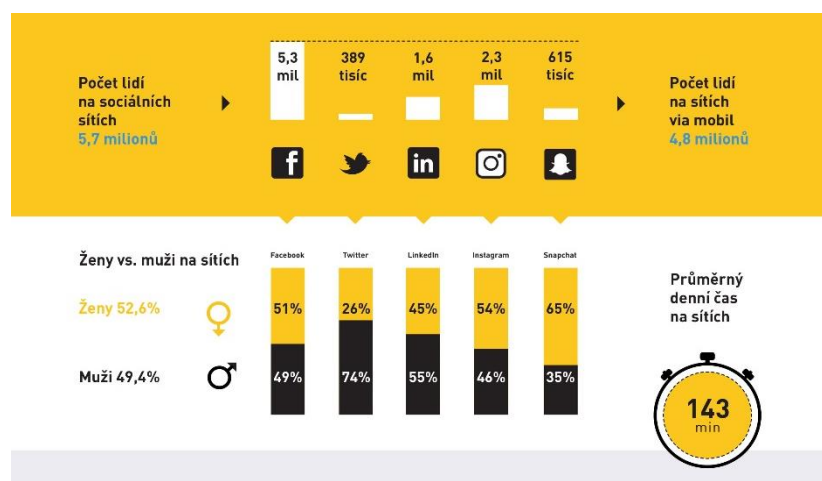 Počet lidí
na sociálních
sítích
5,7 milionů
5,3
mil
389
tisíc
1,6
mil
2,3
mil
615
tisíc
Počet lidí
na sítích
via mobil
4,8 milionů
f
in
Ženy vs. muži na sítích
Ženy 52,6%
Muži 49,4%
Facebook
Twitter
LinkedIn
Instagram
Snapchat
51%
26%
45%
54%
65%
49%
74%
55%
46%
35%
Průměrný
denní čas
na sítích
143
min